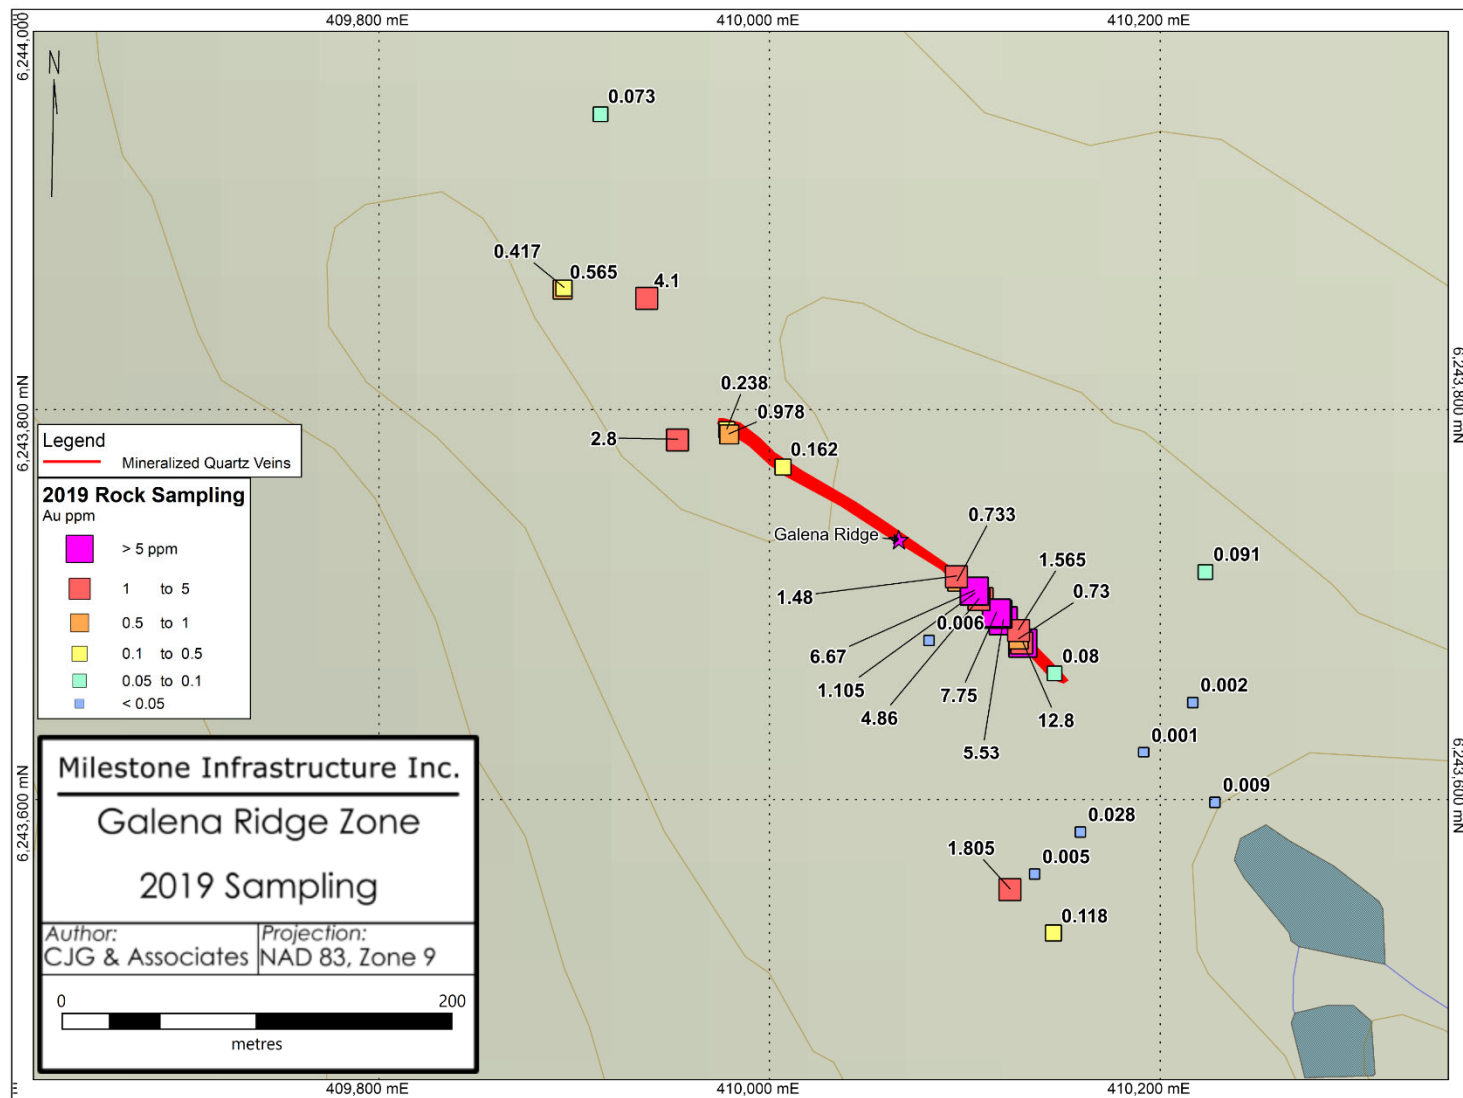 409,800 mE
410,000 mE
410,200 mE
6,244,000 mN
N
0.073
0.417
0.565
4.1
6,243,800 mN
6,243,800 mN
0.238
0.978
2.8
0.162
Legend
Mineralized Quartz Veins
2019 Rock Sampling
Au ppm
> 5 ppm
1 to 5
0.5 to 1
0.1 to 0.5
0.05 to 0.1
< 0.05
Galena Ridge
0.733
1.565
0.091
0.73
1.48
0.006
6.67
0.08
1.105
7.75
0.002
4.86
12.8
0.001
5.53
6,243,600 mN
6,243,600 mN
0.009
0.028
1.805
0.005
0.118
Milestone Infrastructure Inc.
Galena Ridge Zone
2019 Sampling
Author:
CJG & Associates
Projection:
NAD 83, Zone 9
0 200
metres
409,800 mE
410,000 mE
410,200 mE